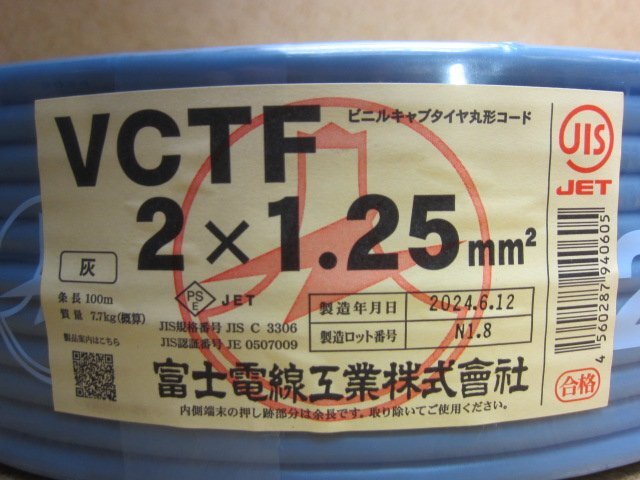 VCTF
ビニルキャブタイヤ丸形コード
2×1.25mm²
JIS
JET
灰
条長 100m
質量 7.7kg(概算)
製品案内はこちら
PS
E
JET
JIS規格番号 JIS C 3306
JIS認証番号 JE 0507009
製造年月日 2024.6.12
製造ロット番号 N1.8
富士電線工業株式會社
内側端末の押し跡部分は余長です。取り除いてご使用ください。
4560287940605
合格
2